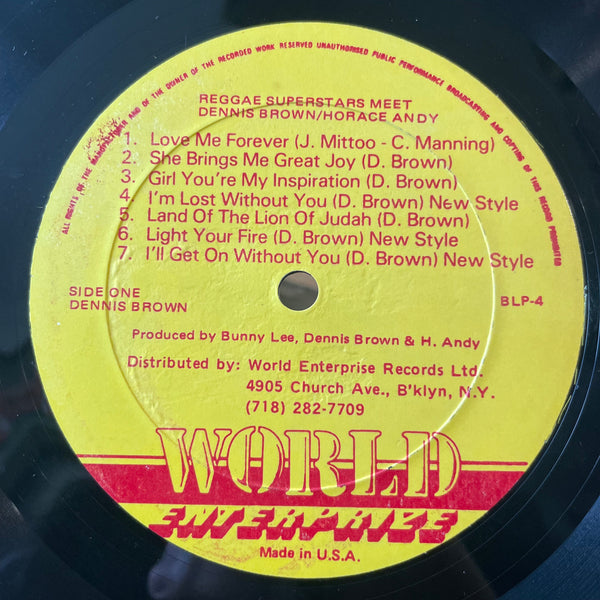 ALL RIGHTS OF THE MANUFACTURER AND OF THE OWNER OF THE RECORDED WORK RESERVED UNAUTHORISED PUBLIC PERFORMANCE BROADCASTING AND COPYING OF THIS RECORD PROHIBITED
REGGAE SUPERSTARS MEET
DENNIS BROWN/HORACE ANDY
1. Love Me Forever (J. Mittoo - C. Manning)
2. She Brings Me Great Joy (D. Brown)
3. Girl You're My Inspiration (D. Brown)
4. I'm Lost Without You (D. Brown) New Style
5. Land Of The Lion Of Judah (D. Brown)
6. Light Your Fire (D. Brown) New Style
7. I'll Get On Without You (D. Brown) New Style
SIDE ONE
DENNIS BROWN
BLP-4
Produced by Bunny Lee, Dennis Brown & H. Andy
Distributed by: World Enterprise Records Ltd.
4905 Church Ave., B'klyn, N.Y.
(718) 282-7709
WORLD
ENTERPRIZE
Made in U.S.A.